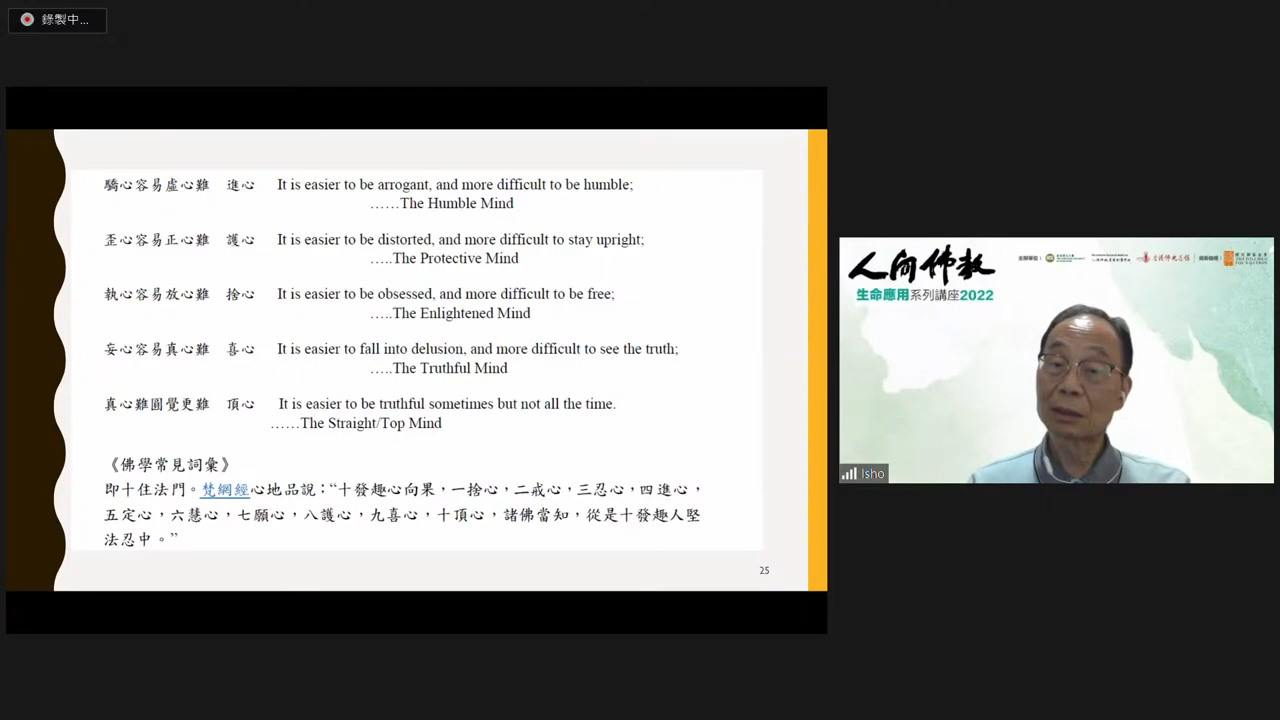 錄製中...
驕心容易虛心難 進心 It is easier to be arrogant, and more difficult to be humble;
……The Humble Mind
歪心容易正心難 護心 It is easier to be distorted, and more difficult to stay upright;
…..The Protective Mind
執心容易放心難 捨心 It is easier to be obsessed, and more difficult to be free;
…..The Enlightened Mind
妄心容易真心難 喜心 It is easier to fall into delusion, and more difficult to see the truth;
…..The Truthful Mind
真心難圓覺更難 頂心 It is easier to be truthful sometimes but not all the time.
……The Straight/Top Mind
《佛學常見詞彙》
即十住法門。梵網經心地品說：“十發趣心向果，一捨心，二戒心，三忍心，四進心，
五定心，六慧心，七願心，八護心，九喜心，十頂心，諸佛當知，從是十發趣人堅
法忍中。”
25
人间佛教
生命應用系列講座2022
主辦單位：
Isho